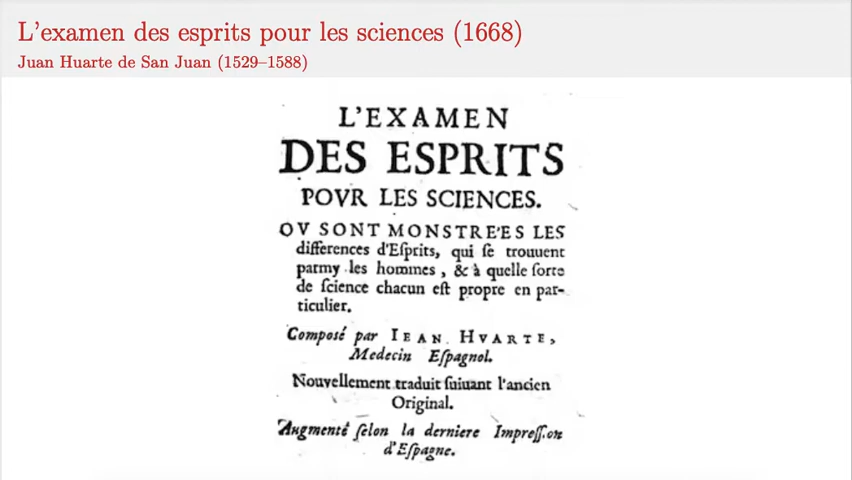 L'examen des esprits pour les sciences (1668)
Juan Huarte de San Juan (1529–1588)
L'EXAMEN
DES ESPRITS
POVR LES SCIENCES.
OV SONT MONSTRE'ES LES
differences d'Eſprits, qui ſe trouuent
parmy les hommes, & à quelle ſorte
de ſcience chacun eſt propre en par-
ticulier.
Compoſé par IEAN HVARTE,
Medecin Eſpagnol.
Nouvellement traduit ſuiuant l'ancien
Original.
Augmenté ſelon la derniere Impreſſion
d'Eſpagne.